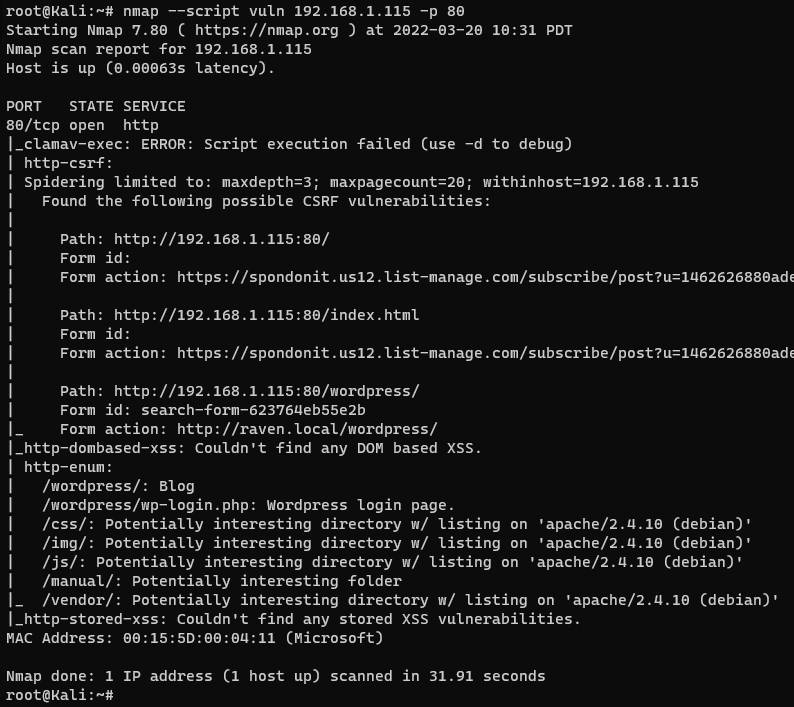 root@Kali:~# nmap --script vuln 192.168.1.115 -p 80
Starting Nmap 7.80 ( https://nmap.org ) at 2022-03-20 10:31 PDT
Nmap scan report for 192.168.1.115
Host is up (0.00063s latency).

PORT   STATE SERVICE
80/tcp open  http
|_clamav-exec: ERROR: Script execution failed (use -d to debug)
| http-csrf:
| Spidering limited to: maxdepth=3; maxpagecount=20; withinhost=192.168.1.115
|   Found the following possible CSRF vulnerabilities:
|
|     Path: http://192.168.1.115:80/
|     Form id:
|     Form action: https://spondonit.us12.list-manage.com/subscribe/post?u=1462626880ade
|
|     Path: http://192.168.1.115:80/index.html
|     Form id:
|     Form action: https://spondonit.us12.list-manage.com/subscribe/post?u=1462626880ade
|
|     Path: http://192.168.1.115:80/wordpress/
|     Form id: search-form-623764eb55e2b
|_    Form action: http://raven.local/wordpress/
|_http-dombased-xss: Couldn't find any DOM based XSS.
| http-enum:
|   /wordpress/: Blog
|   /wordpress/wp-login.php: Wordpress login page.
|   /css/: Potentially interesting directory w/ listing on 'apache/2.4.10 (debian)'
|   /img/: Potentially interesting directory w/ listing on 'apache/2.4.10 (debian)'
|   /js/: Potentially interesting directory w/ listing on 'apache/2.4.10 (debian)'
|   /manual/: Potentially interesting folder
|_  /vendor/: Potentially interesting directory w/ listing on 'apache/2.4.10 (debian)'
|_http-stored-xss: Couldn't find any stored XSS vulnerabilities.
MAC Address: 00:15:5D:00:04:11 (Microsoft)

Nmap done: 1 IP address (1 host up) scanned in 31.91 seconds
root@Kali:~#